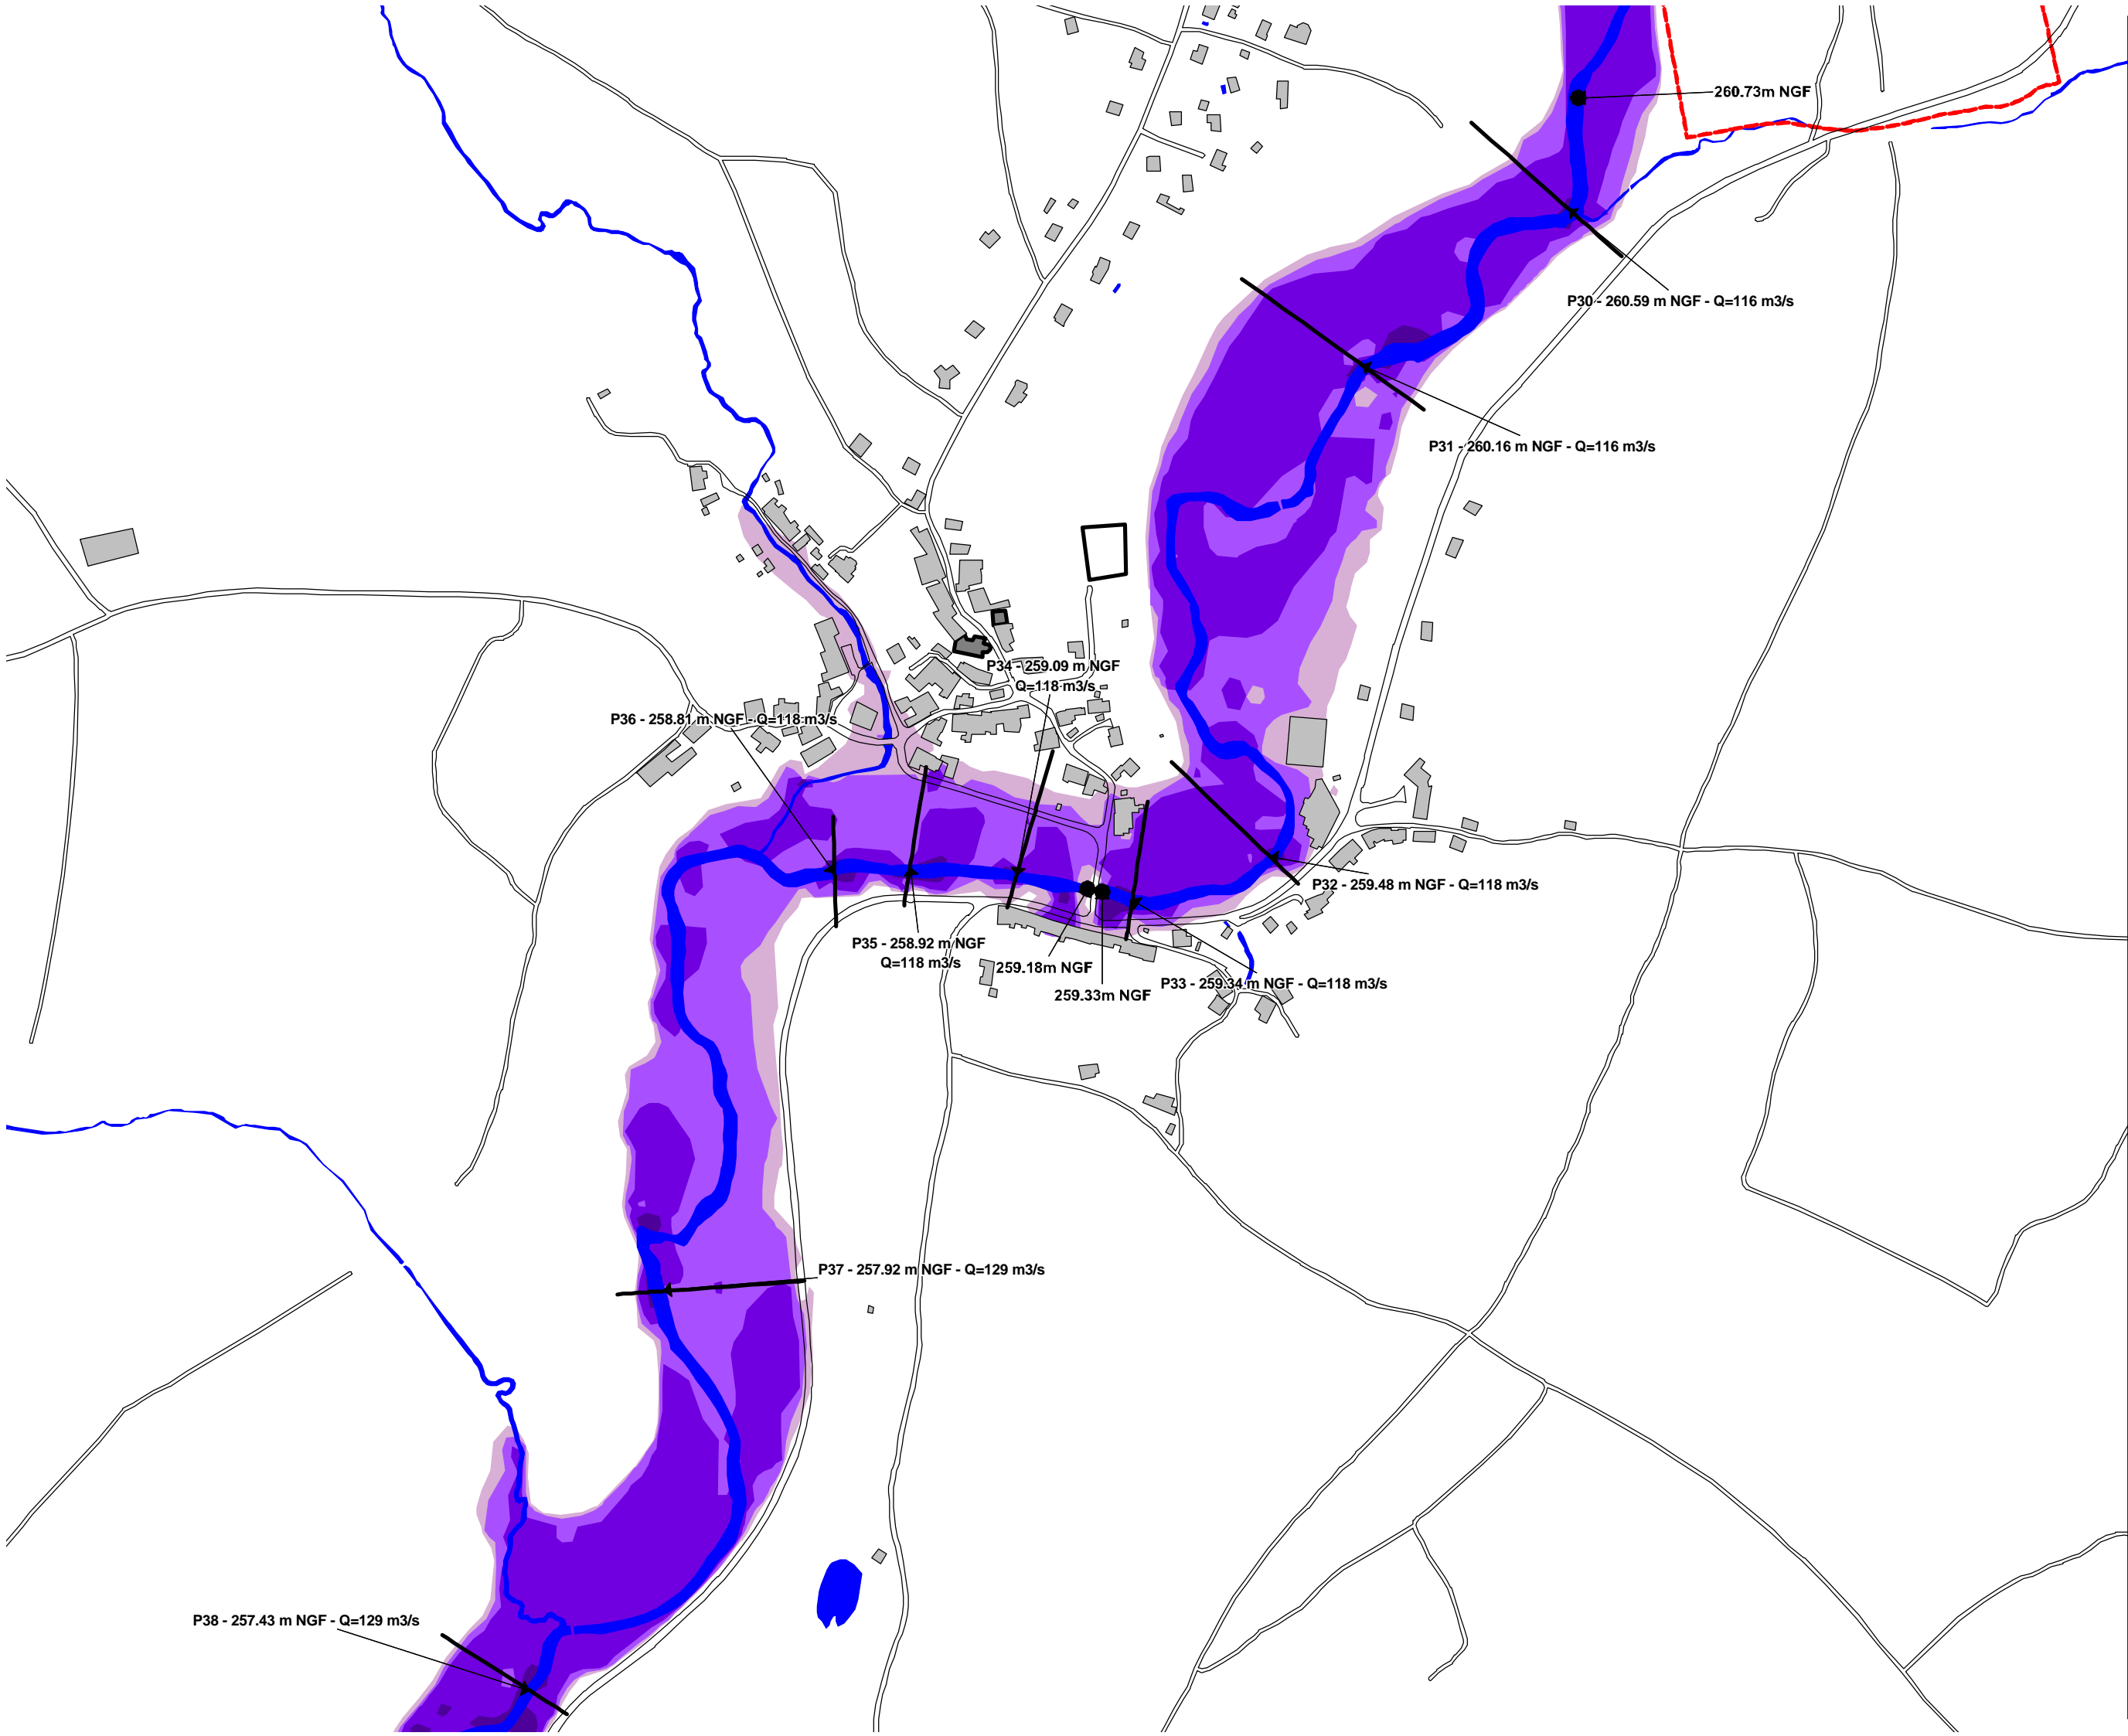 260.73m NGF
P30 - 260.59 m NGF - Q=116 m3/s
P31 - 260.16 m NGF - Q=116 m3/s
P34 - 259.09 m NGF
Q=118 m3/s
P36 - 258.81 m NGF - Q=118 m3/s
P32 - 259.48 m NGF - Q=118 m3/s
P35 - 258.92 m NGF
Q=118 m3/s
259.18m NGF
P33 - 259.34 m NGF - Q=118 m3/s
259.33m NGF
P37 - 257.92 m NGF - Q=129 m3/s
P38 - 257.43 m NGF - Q=129 m3/s